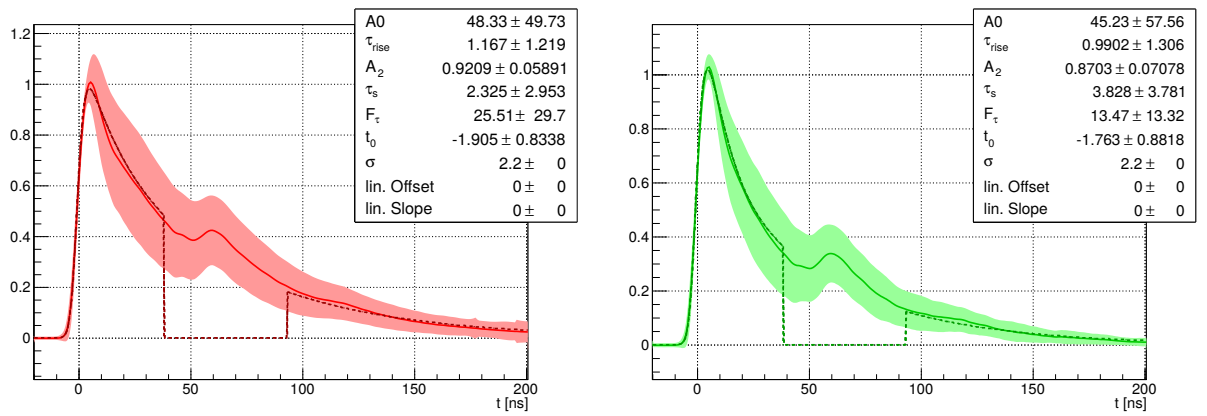 A0 48.33 ± 49.73
τrise 1.167 ± 1.219
A2 0.9209 ± 0.05891
τs 2.325 ± 2.953
Fτ 25.51 ± 29.7
t0 -1.905 ± 0.8338
σ 2.2 ± 0
lin. Offset 0 ± 0
lin. Slope 0 ± 0
1.2
1
0.8
0.6
0.4
0.2
0
0 50 100 150 200
t [ns]
A0 45.23 ± 57.56
τrise 0.9902 ± 1.306
A2 0.8703 ± 0.07078
τs 3.828 ± 3.781
Fτ 13.47 ± 13.32
t0 -1.763 ± 0.8818
σ 2.2 ± 0
lin. Offset 0 ± 0
lin. Slope 0 ± 0
1
0.8
0.6
0.4
0.2
0
0 50 100 150 200
t [ns]